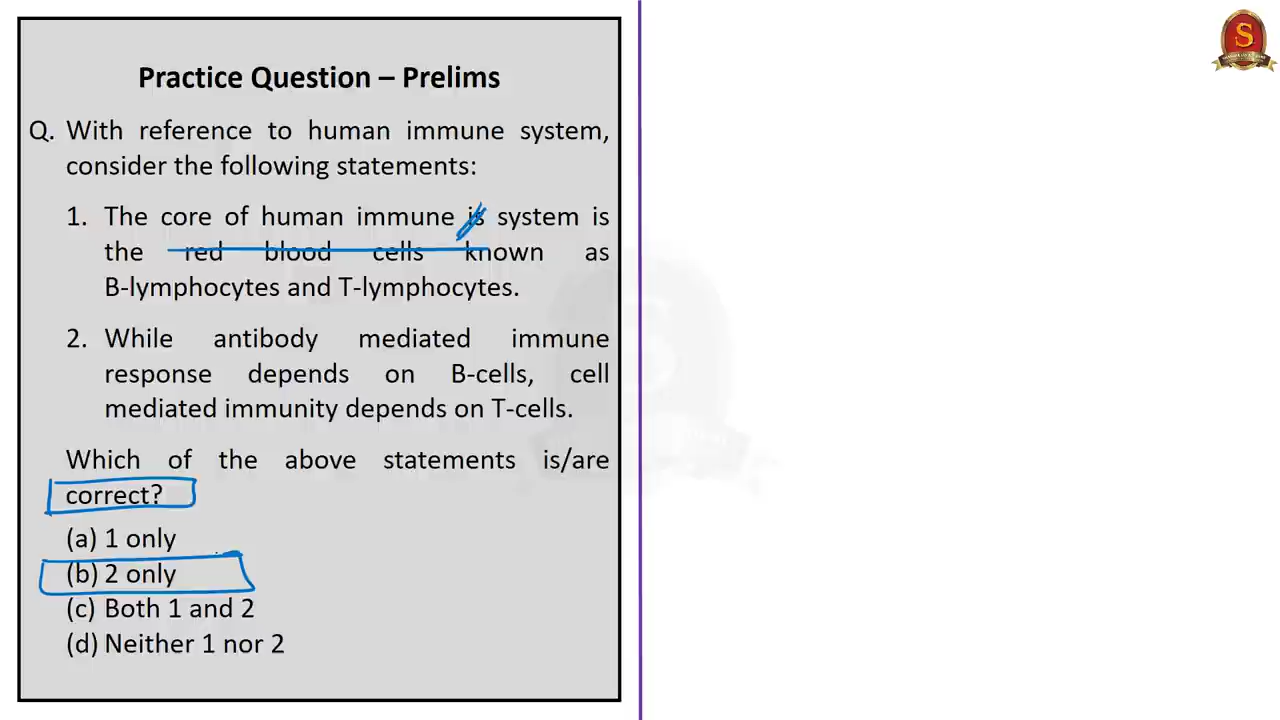 S
Practice Question – Prelims
Q. With reference to human immune system,
consider the following statements:
1. The core of human immune is system is
the red blood cells known as
B-lymphocytes and T-lymphocytes.
2. While antibody mediated immune
response depends on B-cells, cell
mediated immunity depends on T-cells.
Which of the above statements is/are
correct?
(a) 1 only
(b) 2 only
(c) Both 1 and 2
(d) Neither 1 nor 2